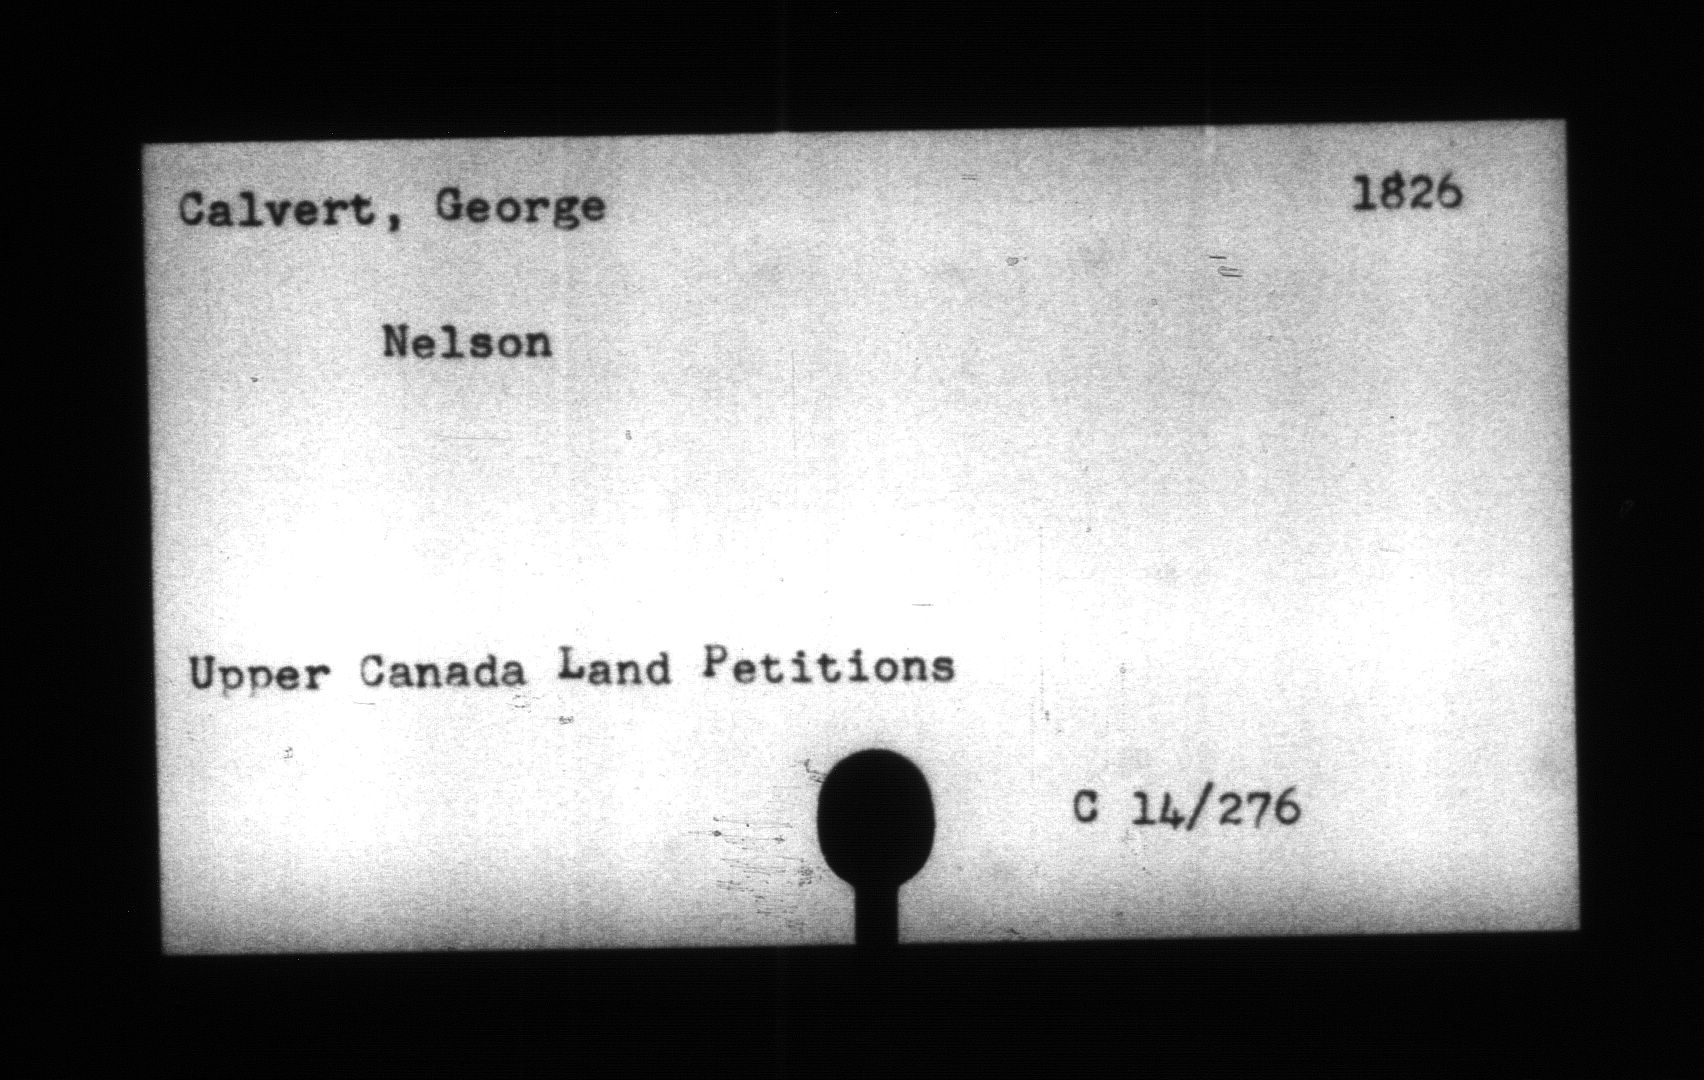 Calvert, George 1826
Nelson
Upper Canada Land Petitions
C 14/276